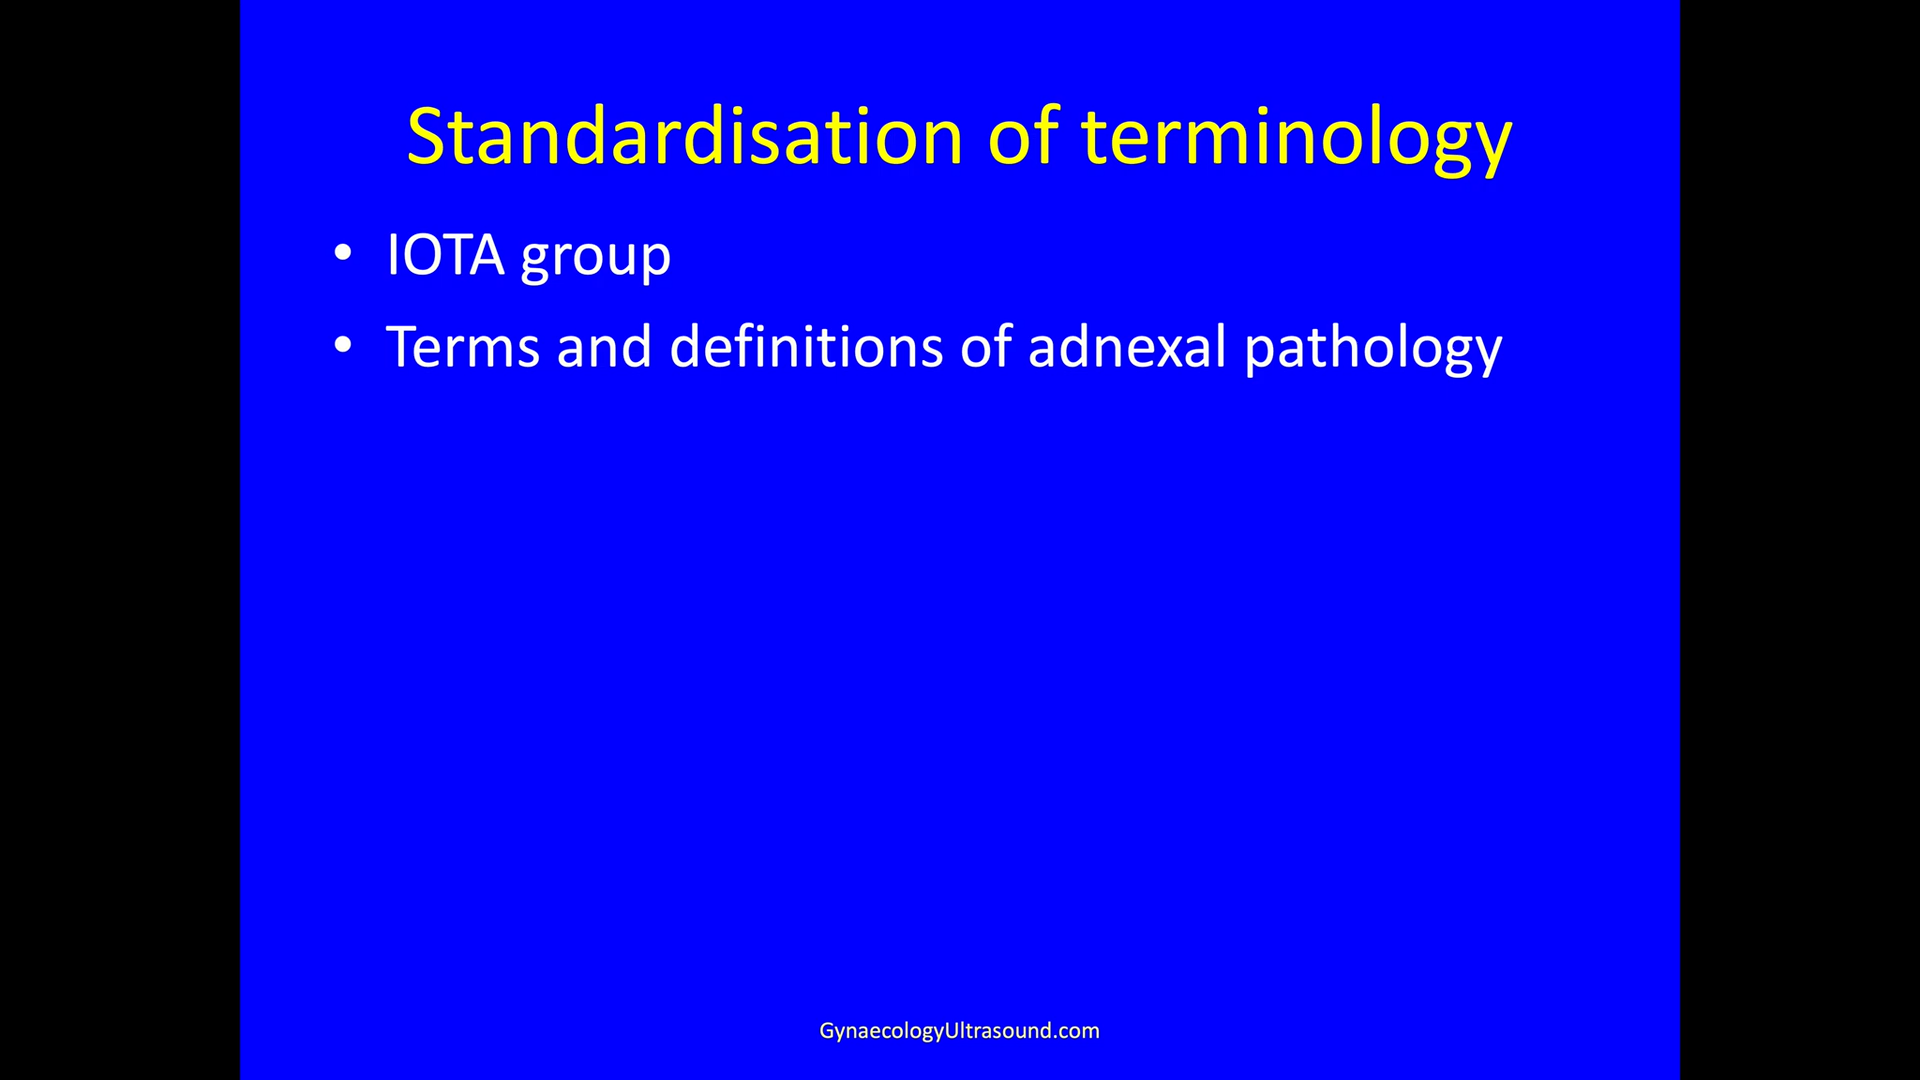 Standardisation of terminology
• IOTA group
• Terms and definitions of adnexal pathology
GynaecologyUltrasound.com